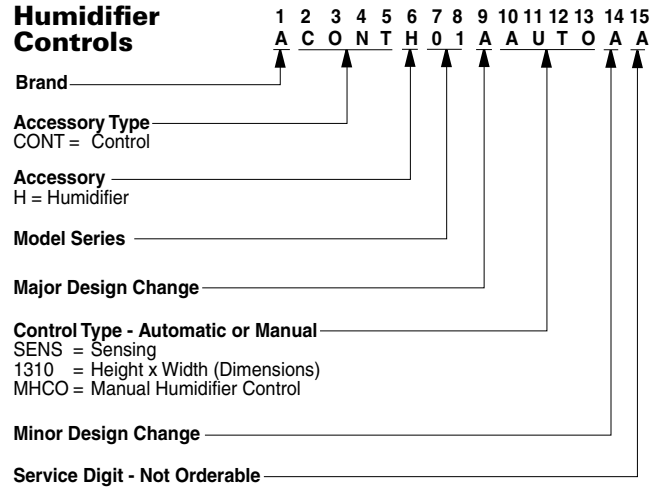 Humidifier
Controls
1 2 3 4 5 6 7 8 9 10 11 12 13 14 15
A C O N T H 0 1 A A U T O A A
Brand
Accessory Type
CONT = Control
Accessory
H = Humidifier
Model Series
Major Design Change
Control Type - Automatic or Manual
SENS = Sensing
1310 = Height x Width (Dimensions)
MHCO = Manual Humidifier Control
Minor Design Change
Service Digit - Not Orderable